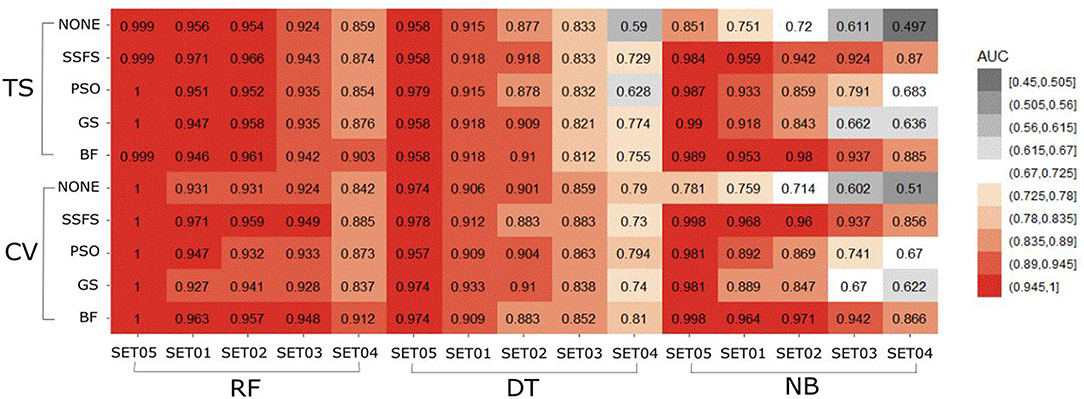 NONE 0.999 0.956 0.954 0.924 0.859 0.958 0.915 0.877 0.833 0.59 0.851 0.751 0.72 0.611 0.497
SSFS 0.999 0.971 0.966 0.943 0.874 0.958 0.918 0.918 0.833 0.729 0.984 0.959 0.942 0.924 0.87
TS
PSO 1 0.951 0.952 0.935 0.854 0.979 0.915 0.878 0.832 0.628 0.987 0.933 0.859 0.791 0.683
GS 1 0.947 0.958 0.935 0.876 0.958 0.918 0.909 0.821 0.774 0.99 0.918 0.843 0.662 0.636
BF 0.999 0.946 0.961 0.942 0.903 0.958 0.918 0.91 0.812 0.755 0.989 0.953 0.98 0.937 0.885
NONE 1 0.931 0.931 0.924 0.842 0.974 0.906 0.901 0.859 0.79 0.781 0.759 0.714 0.602 0.51
SSFS 1 0.971 0.959 0.949 0.885 0.978 0.912 0.883 0.883 0.73 0.998 0.968 0.96 0.937 0.856
CV
PSO 1 0.947 0.932 0.933 0.873 0.957 0.909 0.904 0.863 0.794 0.981 0.892 0.869 0.741 0.67
GS 1 0.927 0.941 0.928 0.837 0.974 0.933 0.91 0.838 0.74 0.981 0.889 0.847 0.67 0.622
BF 1 0.963 0.957 0.948 0.912 0.974 0.909 0.883 0.852 0.81 0.998 0.964 0.971 0.942 0.866
SET05 SET01 SET02 SET03 SET04 SET05 SET01 SET02 SET03 SET04 SET05 SET01 SET02 SET03 SET04
RF DT NB
AUC
[0.45,0.505]
(0.505,0.56]
(0.56,0.615]
(0.615,0.67]
(0.67,0.725]
(0.725,0.78]
(0.78,0.835]
(0.835,0.89]
(0.89,0.945]
(0.945,1]